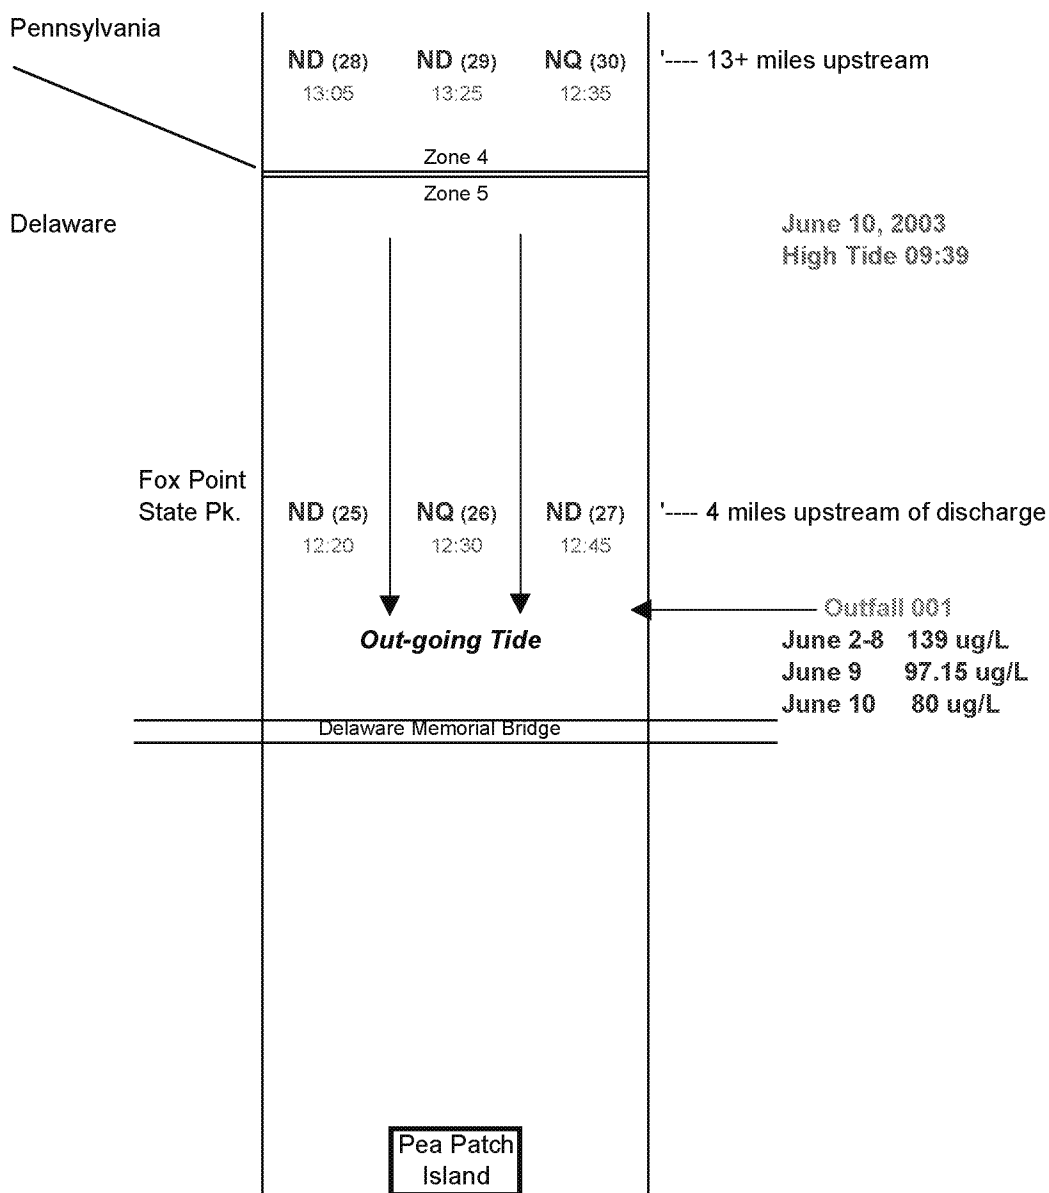 Pennsylvania
ND (28) ND (29) NQ (30) '---- 13+ miles upstream
13:05 13:25 12:35
Zone 4
Zone 5
Delaware
June 10, 2003
High Tide 09:39
Fox Point
State Pk. ND (25) NQ (26) ND (27) '---- 4 miles upstream of discharge
12:20 12:30 12:45
Outfall 001
Out-going Tide June 2-8 139 ug/L
June 9 97.15 ug/L
June 10 80 ug/L
Delaware Memorial Bridge
Pea Patch
Island